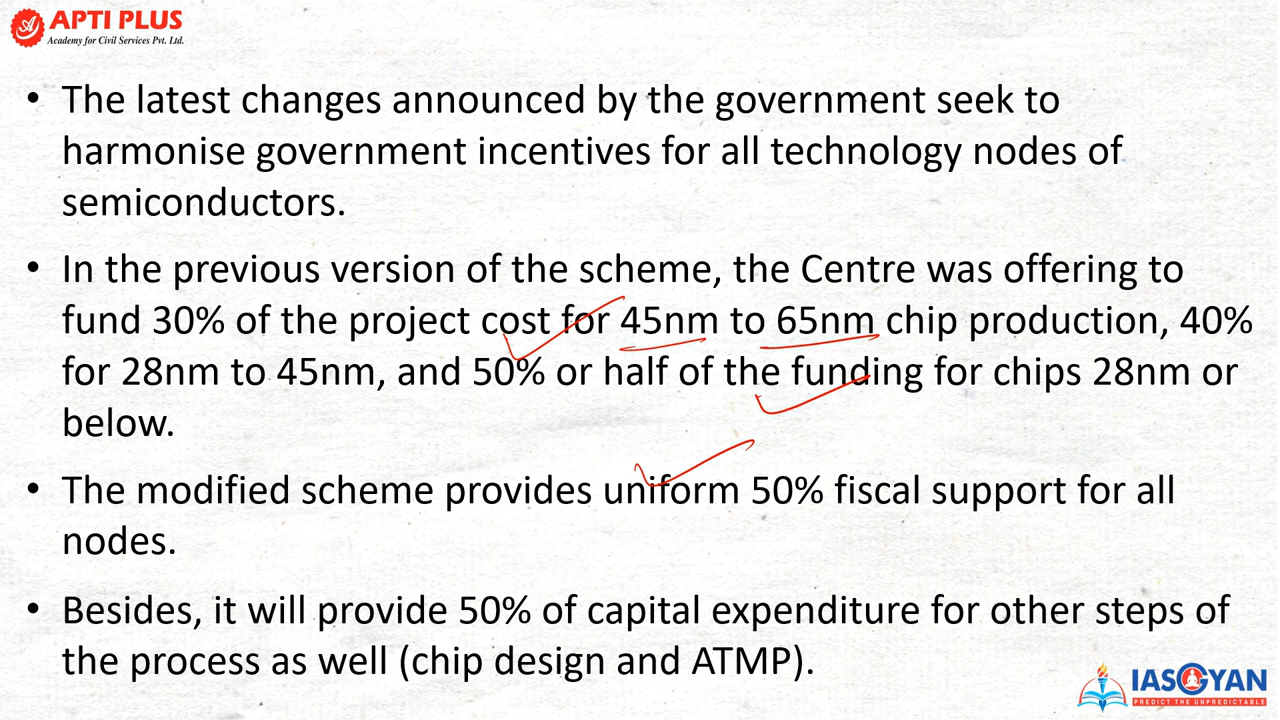 APTI PLUS
Academy for Civil Services Pvt. Ltd.
• The latest changes announced by the government seek to
harmonise government incentives for all technology nodes of
semiconductors.
• In the previous version of the scheme, the Centre was offering to
fund 30% of the project cost for 45nm to 65nm chip production, 40%
for 28nm to 45nm, and 50% or half of the funding for chips 28nm or
below.
• The modified scheme provides uniform 50% fiscal support for all
nodes.
• Besides, it will provide 50% of capital expenditure for other steps of
the process as well (chip design and ATMP).
IASGYAN
PREDICT THE UNPREDICTABLE